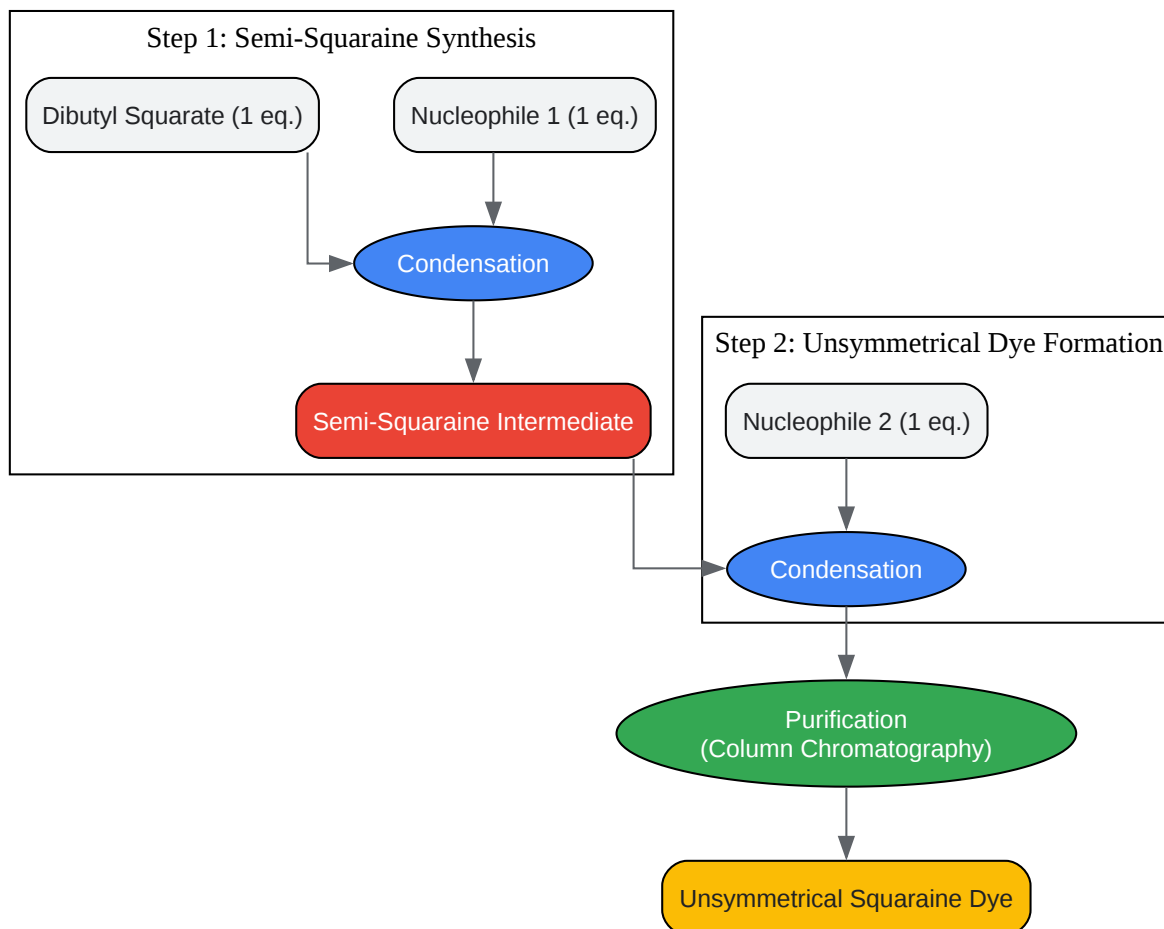 Step 1: Semi-Squaraine Synthesis
Dibutyl Squarate (1 eq.)
Nucleophile 1 (1 eq.)
Condensation
Semi-Squaraine Intermediate
Step 2: Unsymmetrical Dye Formation
Nucleophile 2 (1 eq.)
Condensation
Purification
(Column Chromatography)
Unsymmetrical Squaraine Dye